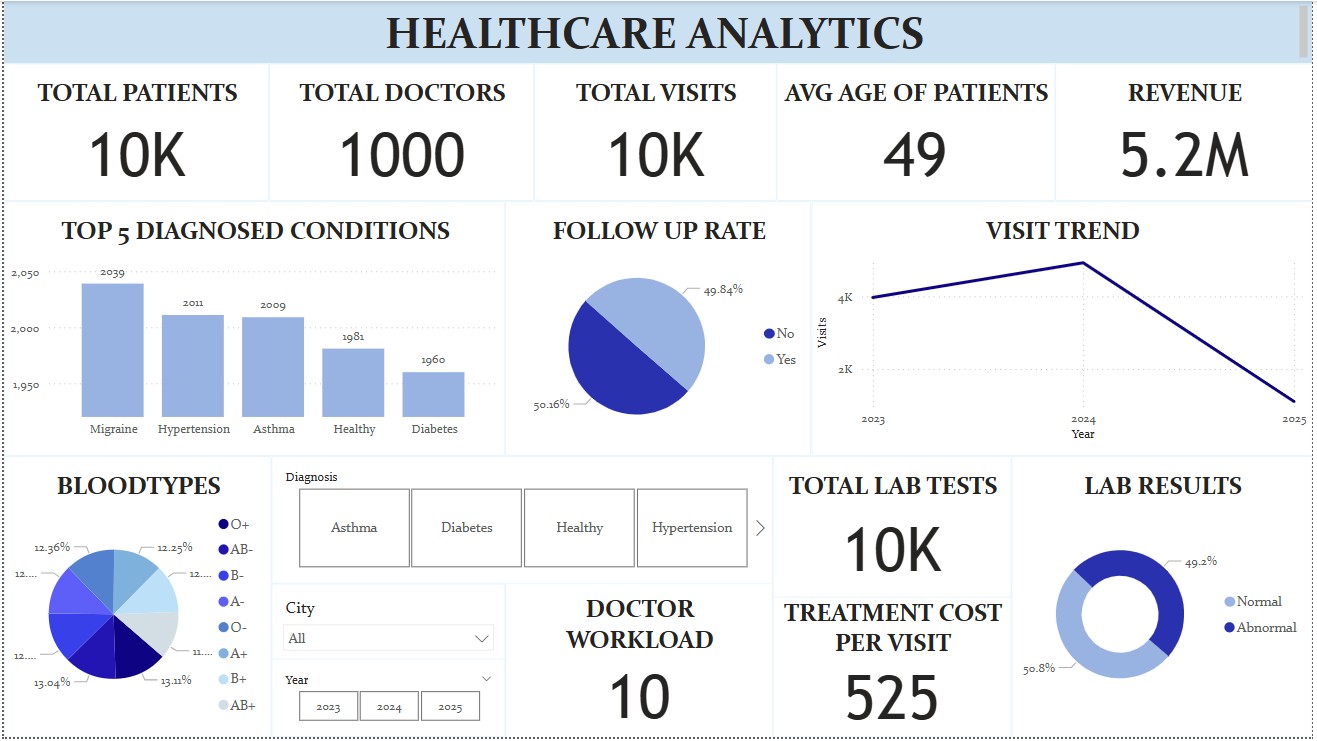 HEALTHCARE ANALYTICS
TOTAL PATIENTS
10K
TOTAL DOCTORS
1000
TOTAL VISITS
10K
AVG AGE OF PATIENTS
49
REVENUE
5.2M
TOP 5 DIAGNOSED CONDITIONS
2,050
2,000
1,950
2039
2011
2009
1981
1960
Migraine
Hypertension
Asthma
Healthy
Diabetes
FOLLOW UP RATE
49.84%
50.16%
No
Yes
VISIT TREND
Visits
4K
2K
2023
2024
2025
Year
BLOODTYPES
12.36%
12.25%
12....
12....
12....
11....
13.04%
13.11%
O+
AB-
B-
A-
O-
A+
B+
AB+
Diagnosis
Asthma
Diabetes
Healthy
Hypertension
City
All
Year
2023
2024
2025
DOCTOR
WORKLOAD
10
TOTAL LAB TESTS
10K
TREATMENT COST
PER VISIT
525
LAB RESULTS
49.2%
50.8%
Normal
Abnormal